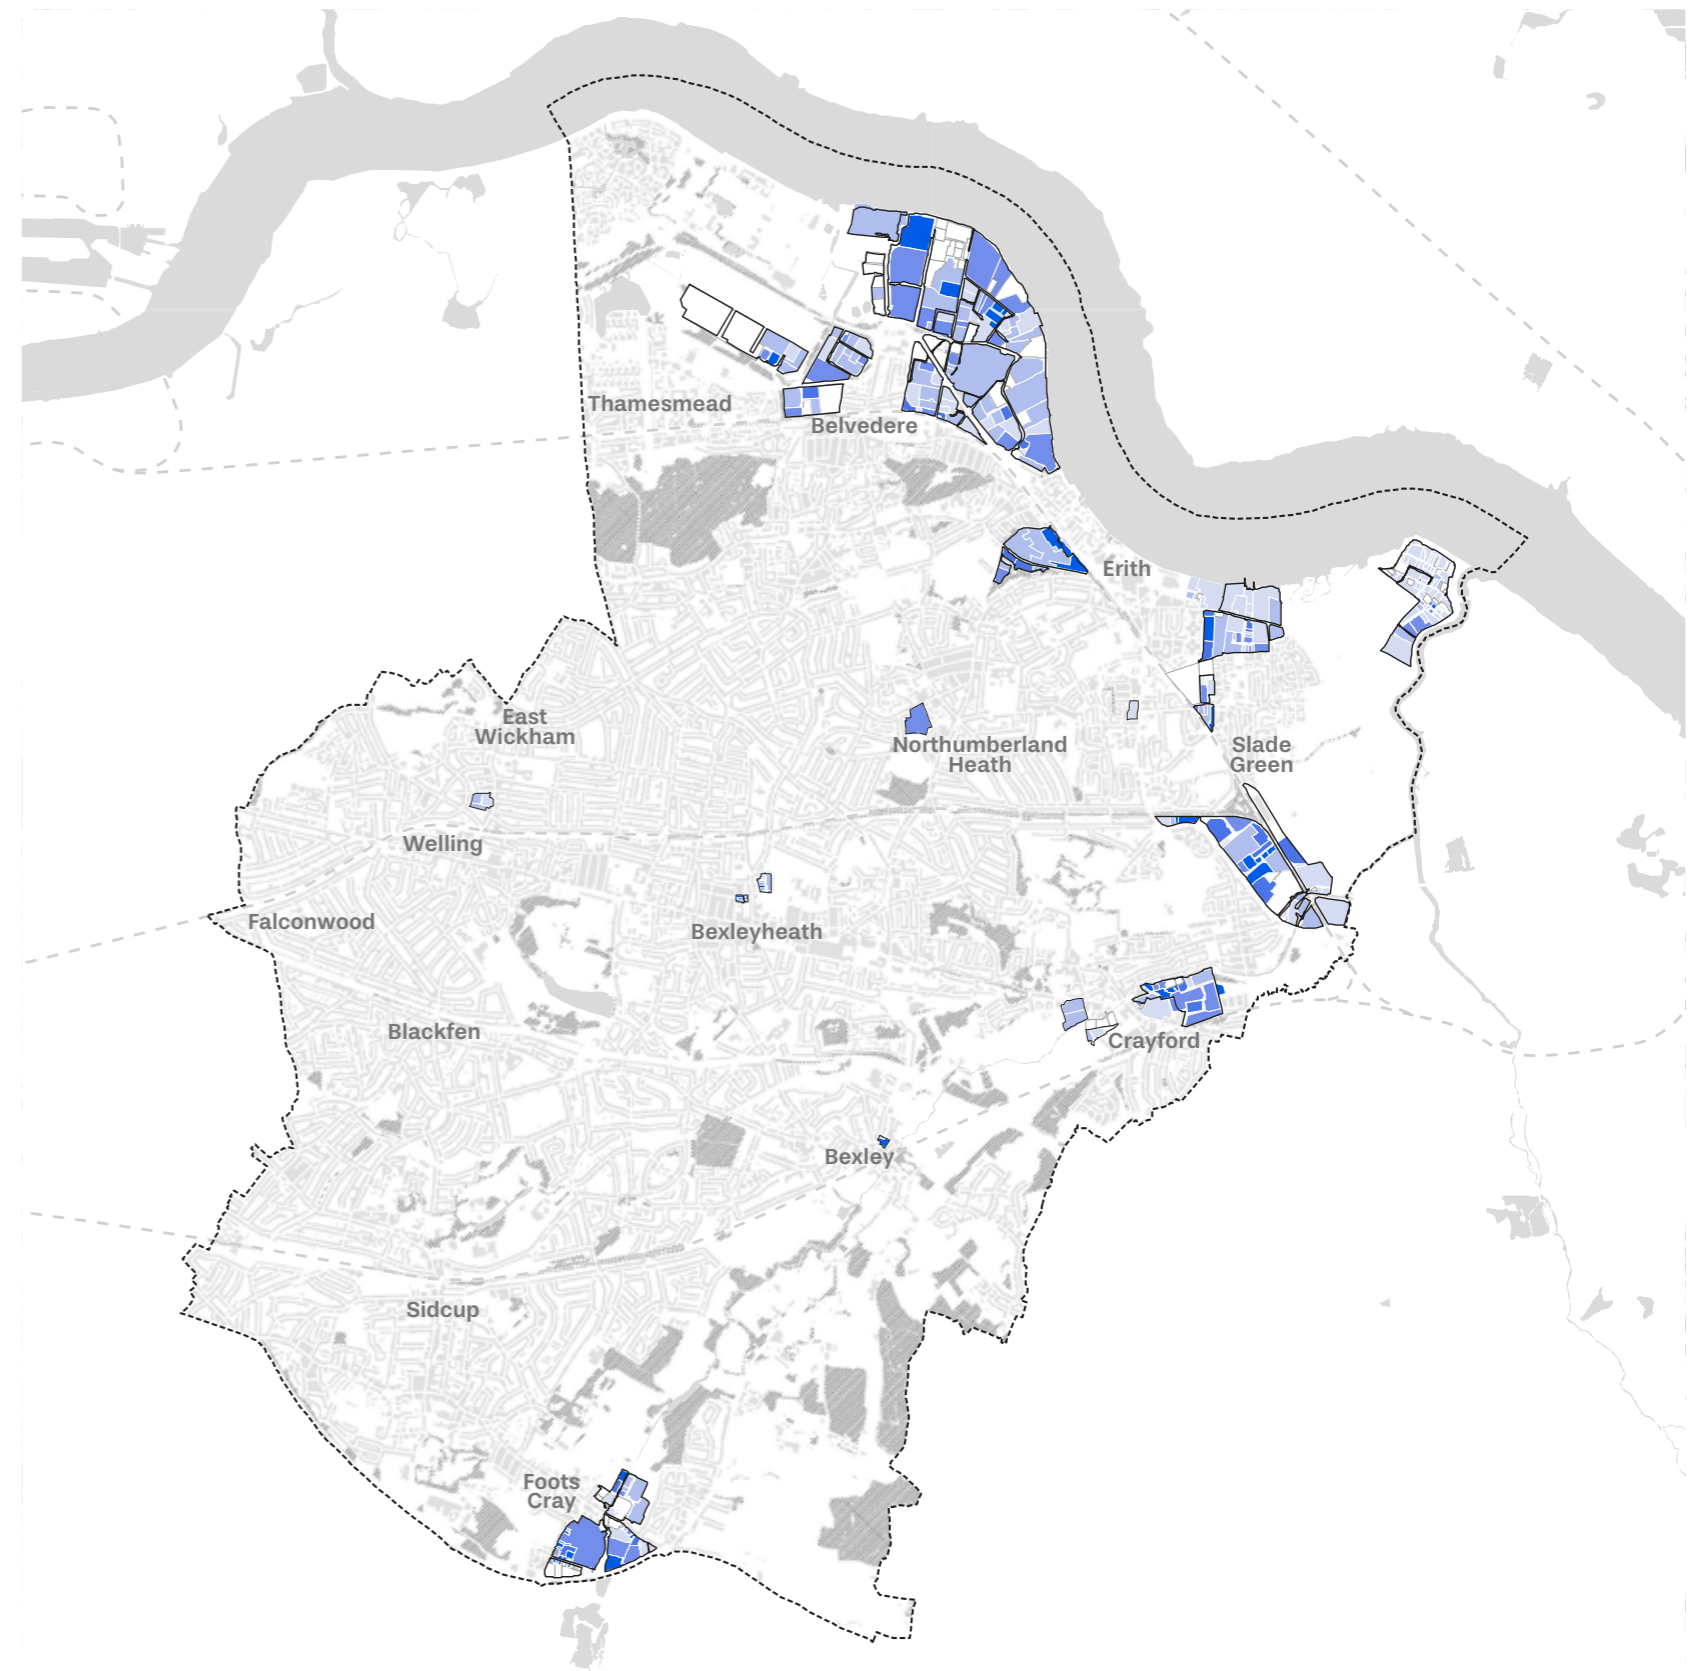 Thamesmead
Belvedere
Erith
East
Wickham
Northumberland
Heath
Slade
Green
Welling
Falconwood
Bexleyheath
Blackfen
Crayford
Bexley
Sidcup
Foots
Cray